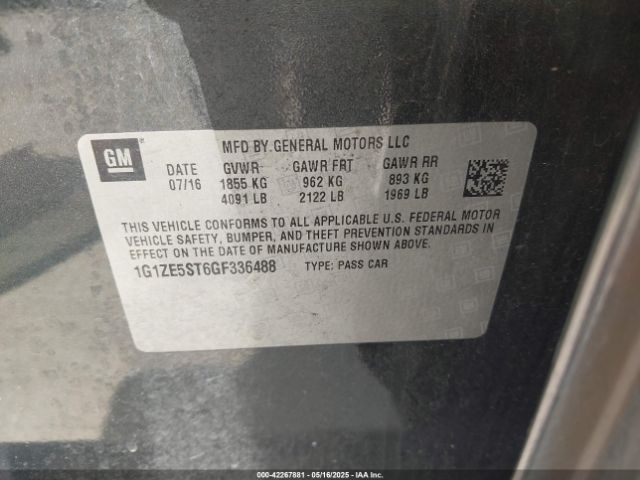 GM
MFD BY GENERAL MOTORS LLC
DATE GVWR GAWR FRT GAWR RR
07/16 1855 KG 962 KG 893 KG
4091 LB 2122 LB 1969 LB
THIS VEHICLE CONFORMS TO ALL APPLICABLE U.S. FEDERAL MOTOR
VEHICLE SAFETY, BUMPER, AND THEFT PREVENTION STANDARDS IN
EFFECT ON THE DATE OF MANUFACTURE SHOWN ABOVE.
1G1ZE5ST6GF336488 TYPE: PASS CAR
000-42267881 | 05/16/2025 - IAA Inc.